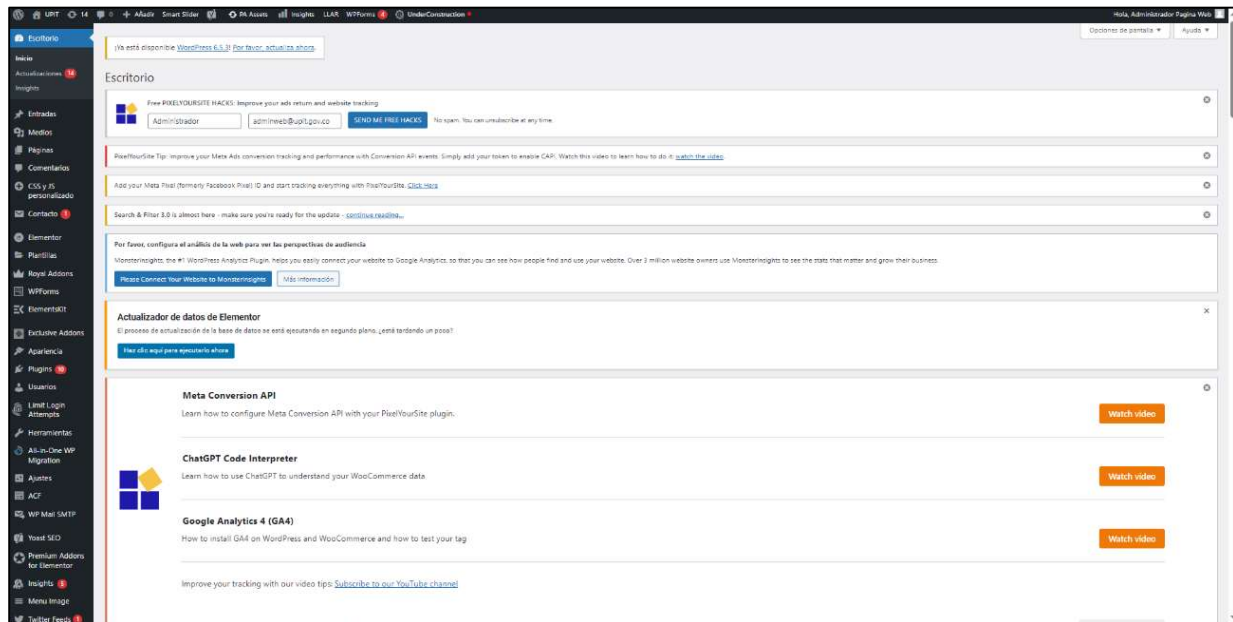 UPIT 14 0 Añadir Smart Slider PA Assets Insights LLAR WPForms 4 UnderConstruction Hola, Administrador Pagina Web
Opciones de pantalla Ayuda
Escritorio
Inicio
Actualizaciones 14
Insights
Entradas
Medios
Páginas
Comentarios
CSS y JS
personalizado
Contacto 1
Elementor
Plantillas
Royal Addons
WPForms
ElementsKit
Exclusive Addons
Apariencia
Plugins 10
Usuarios
Limit Login
Attempts
Herramientas
All-in-One WP
Migration
Ajustes
ACF
WP Mail SMTP
Yoast SEO
Premium Addons
for Elementor
Insights
Menu Image
Twitter Feeds 1
¡Ya está disponible WordPress 6.5.3! Por favor, actualiza ahora.
Escritorio
Free PIXELYOURSITE HACKS: Improve your ads return and website tracking
Administrador adminweb@upit.gov.co SEND ME FREE HACKS No spam. You can unsubscribe at any time.
PixelYourSite Tip: Improve your Meta Ads conversion tracking and performance with Conversion API events. Simply add your token to enable CAPI. Watch this video to learn how to do it: watch the video
Add your Meta Pixel (formerly Facebook Pixel) ID and start tracking everything with PixelYourSite. Click Here
Search & Filter 3.0 is almost here - make sure you're ready for the update - continue reading...
Por favor, configura el análisis de la web para ver las perspectivas de audiencia
MonsterInsights, the #1 WordPress Analytics Plugin, helps you easily connect your website to Google Analytics, so that you can see how people find and use your website. Over 3 million website owners use MonsterInsights to see the stats that matter and grow their business.
Please Connect Your Website to MonsterInsights Más información
Actualizador de datos de Elementor
El proceso de actualización de la base de datos se está ejecutando en segundo plano. ¿está tardando un poco?
Haz clic aquí para ejecutarlo ahora
Meta Conversion API
Learn how to configure Meta Conversion API with your PixelYourSite plugin.
Watch video
ChatGPT Code Interpreter
Learn how to use ChatGPT to understand your WooCommerce data
Watch video
Google Analytics 4 (GA4)
How to install GA4 on WordPress and WooCommerce and how to test your tag
Watch video
Improve your tracking with our video tips: Subscribe to our YouTube channel